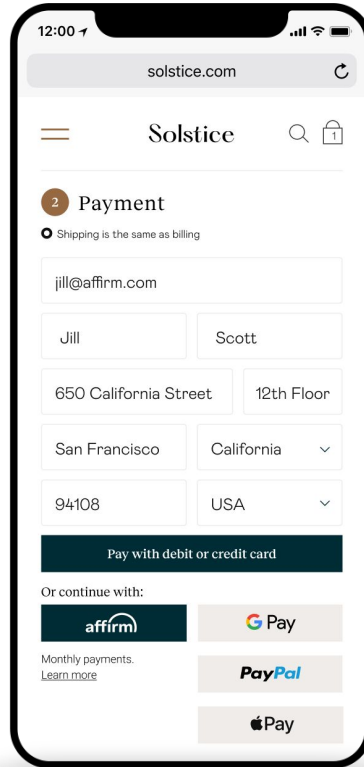 12:00
solstice.com
Solstice
1
2 Payment
Shipping is the same as billing
jill@affirm.com
Jill Scott
650 California Street 12th Floor
San Francisco California
94108 USA
Pay with debit or credit card
Or continue with:
affirm G Pay
Monthly payments.
Learn more
PayPal
Pay